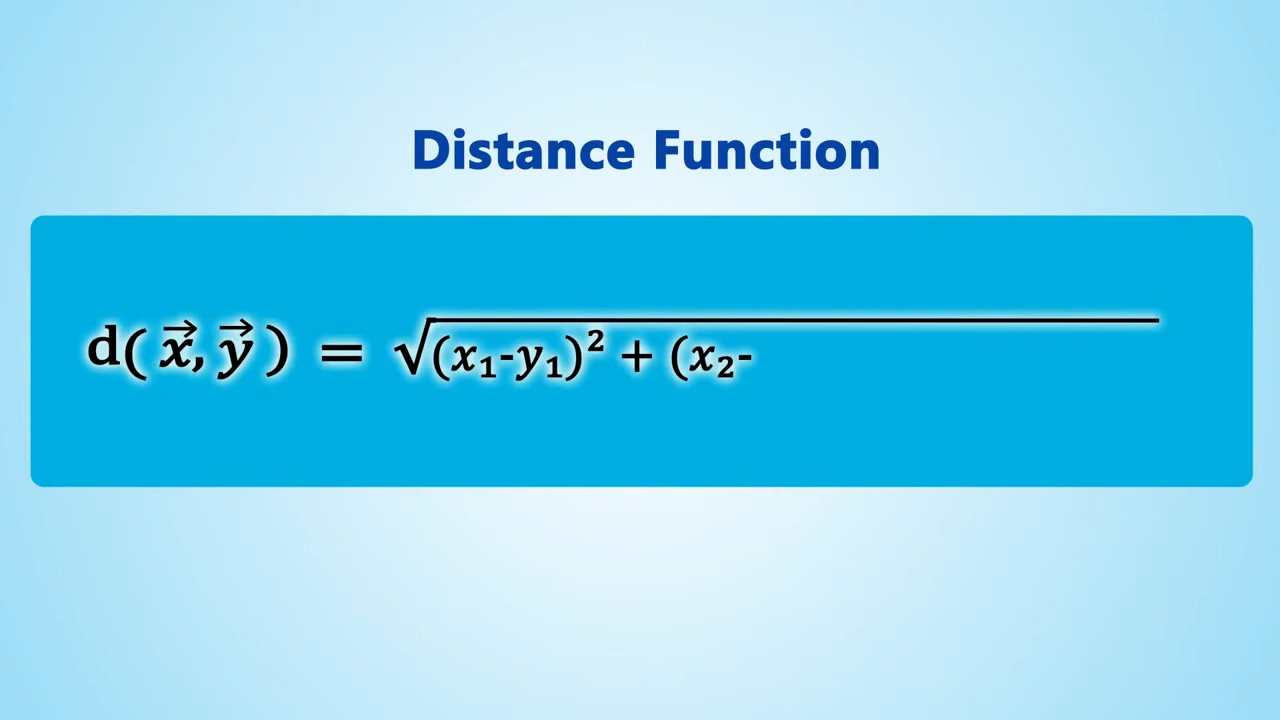 Distance Function
d( x⃗, y⃗ ) = √(x₁-y₁)² + (x₂-